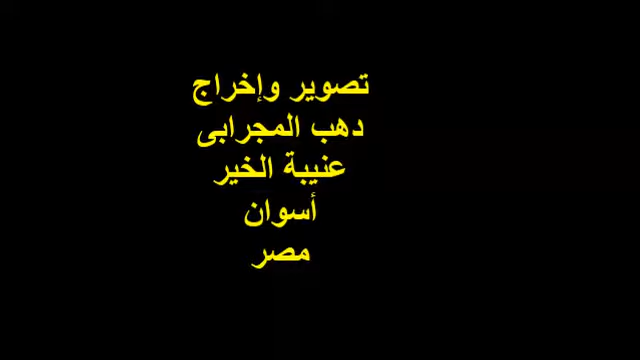 تصوير وإخراج
دهب المجرابى
عنيبة الخير
أسوان
مصر